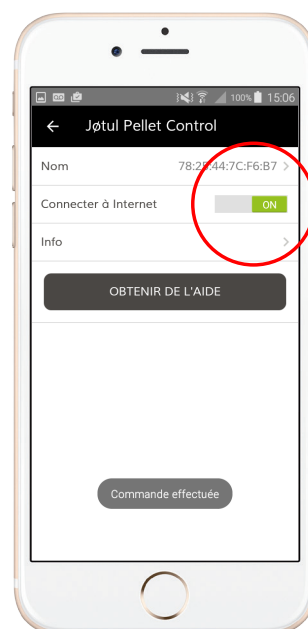 100% 15:06
← Jøtul Pellet Control
Nom 78:25:44:7C:F6:B7 >
Connecter à Internet ON
Info >
OBTENIR DE L'AIDE
Commande effectuée